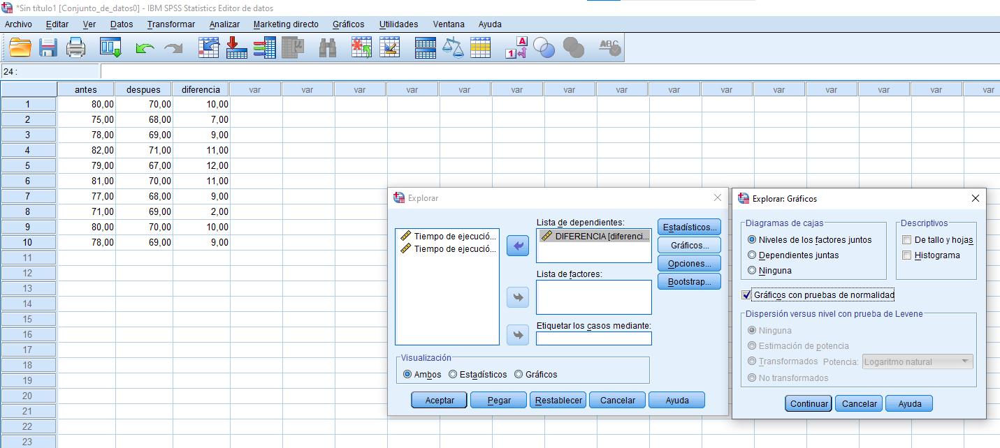 *Sin título1 [Conjunto_de_datos0] - IBM SPSS Statistics Editor de datos
Archivo Editar Ver Datos Transformar Analizar Marketing directo Gráficos Utilidades Ventana Ayuda
A
1
ABC
24 :
antes despues diferencia var var var var var var var var var var var var var var var
1 80,00 70,00 10,00
2 75,00 68,00 7,00
3 78,00 69,00 9,00
4 82,00 71,00 11,00
5 79,00 67,00 12,00
6 81,00 70,00 11,00
7 77,00 68,00 9,00
8 71,00 69,00 2,00
9 80,00 70,00 10,00
10 78,00 69,00 9,00
11
12
13
14
15
16
17
18
19
20
21
22
23
Explorar
Tiempo de ejecució...
Tiempo de ejecució...
Lista de dependientes:
DIFERENCIA [diferenci...
Lista de factores:
Etiquetar los casos mediante:
Estadísticos...
Gráficos...
Opciones...
Bootstrap...
Visualización
Ambos Estadísticos Gráficos
Aceptar Pegar Restablecer Cancelar Ayuda
Explorar: Gráficos
Diagramas de cajas
Niveles de los factores juntos
Dependientes juntas
Ninguna
Descriptivos
De tallo y hojas
Histograma
Gráficos con pruebas de normalidad
Dispersión versus nivel con prueba de Levene
Ninguna
Estimación de potencia
Transformados Potencia: Logaritmo natural
No transformados
Continuar Cancelar Ayuda